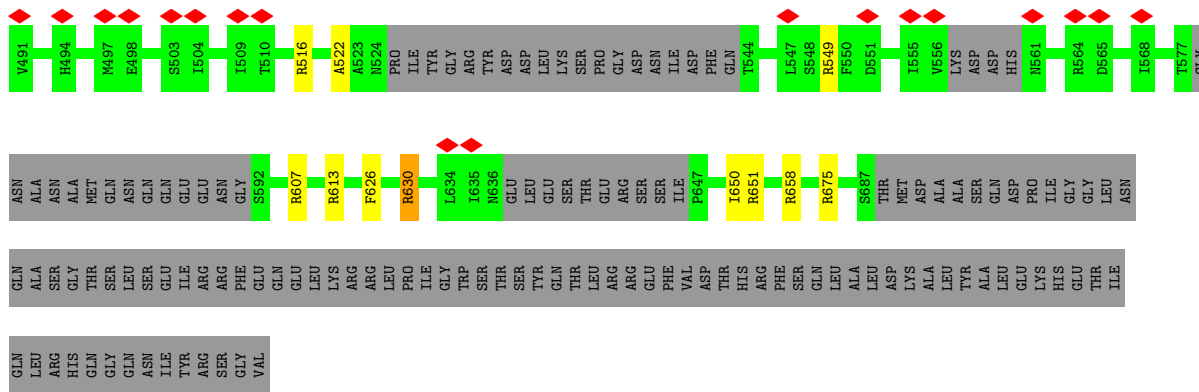 V491 H494 M497 E498 S503 I504 I509 T510 R516 A522 A523 N524 PRO ILE TYR GLY ARG TYR ASP ASP LEU LYS SER PRO GLY ASP ASN ILE ASP PHE GLN T544 L547 S548 R549 F550 D551 I555 V556 LYS ASP ASP HIS N561 R564 D565 I568 T577 GLY
ASN ALA ASN ALA MET GLN ASN GLN GLN GLU GLU ASN GLY S592 R607 R613 F626 R630 L634 I635 N636 GLU LEU GLU SER THR GLU ARG SER SER ILE P647 I650 R651 R658 R675 S687 THR MET ASP ALA ALA SER GLN ASP PRO ILE GLY GLY LEU ASN
GLN ALA SER GLY THR SER LEU SER GLU ILE ARG ARG PHE GLU GLN GLU LEU LYS ARG ARG LEU PRO ILE GLY TRP SER THR SER TYR GLN THR LEU ARG ARG GLU PHE VAL ASP THR HIS ARG PHE SER GLN LEU ALA LEU ASP LYS ALA LEU TYR ALA LEU GLU LYS HIS GLU THR ILE
GLN LEU ARG HIS GLN GLY GLN ASN ILE TYR ARG SER GLY VAL